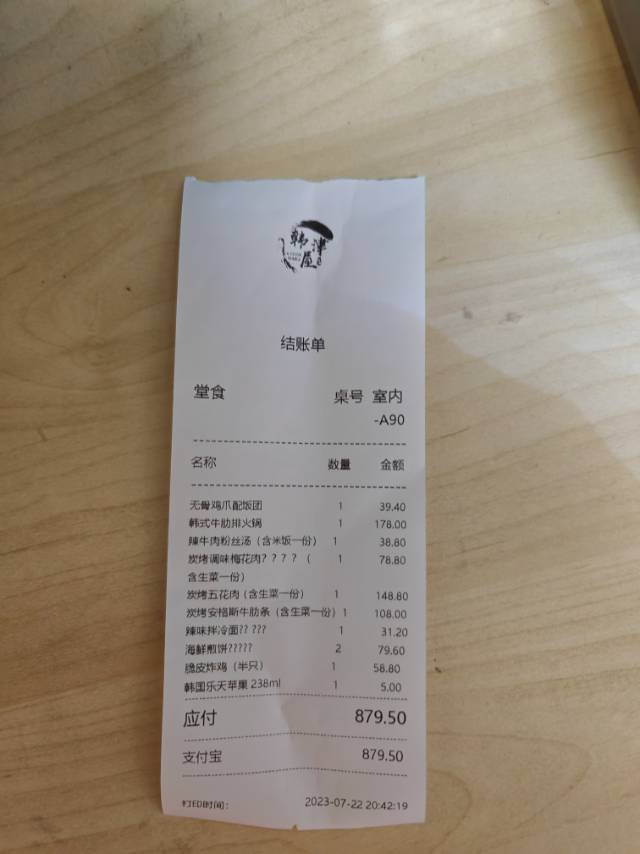 韩津
屋
结账单
堂食 桌号 室内
-A90
名称 数量 金额
无骨鸡爪配饭团 1 39.40
韩式牛肋排火锅 1 178.00
辣牛肉粉丝汤（含米饭一份） 1 38.80
炭烤调味梅花肉？？？？（ 1 78.80
含生菜一份）
炭烤五花肉（含生菜一份） 1 148.80
炭烤安格斯牛肋条（含生菜一份） 1 108.00
辣味拌冷面?? ??? 1 31.20
海鲜煎饼????? 2 79.60
脆皮炸鸡（半只） 1 58.80
韩国乐天苹果 238ml 1 5.00
应付 879.50
支付宝 879.50
打印时间： 2023-07-22 20:42:19